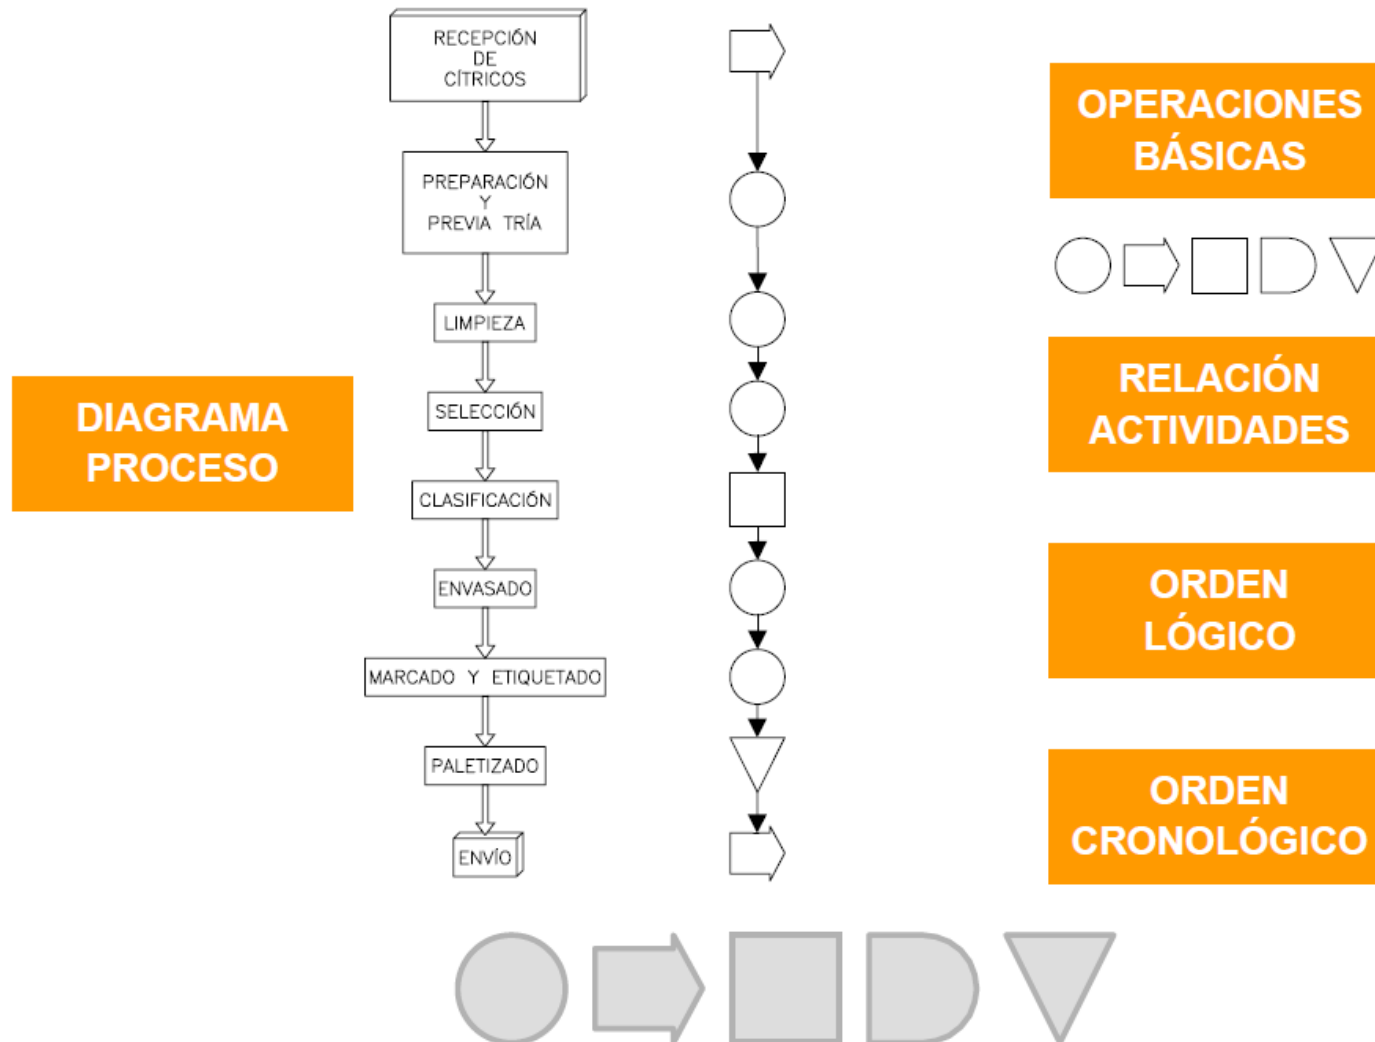 DIAGRAMA
PROCESO
RECEPCIÓN
DE
CÍTRICOS
PREPARACIÓN
Y
PREVIA TRÍA
LIMPIEZA
SELECCIÓN
CLASIFICACIÓN
ENVASADO
MARCADO Y ETIQUETADO
PALETIZADO
ENVÍO
OPERACIONES
BÁSICAS
RELACIÓN
ACTIVIDADES
ORDEN
LÓGICO
ORDEN
CRONOLÓGICO